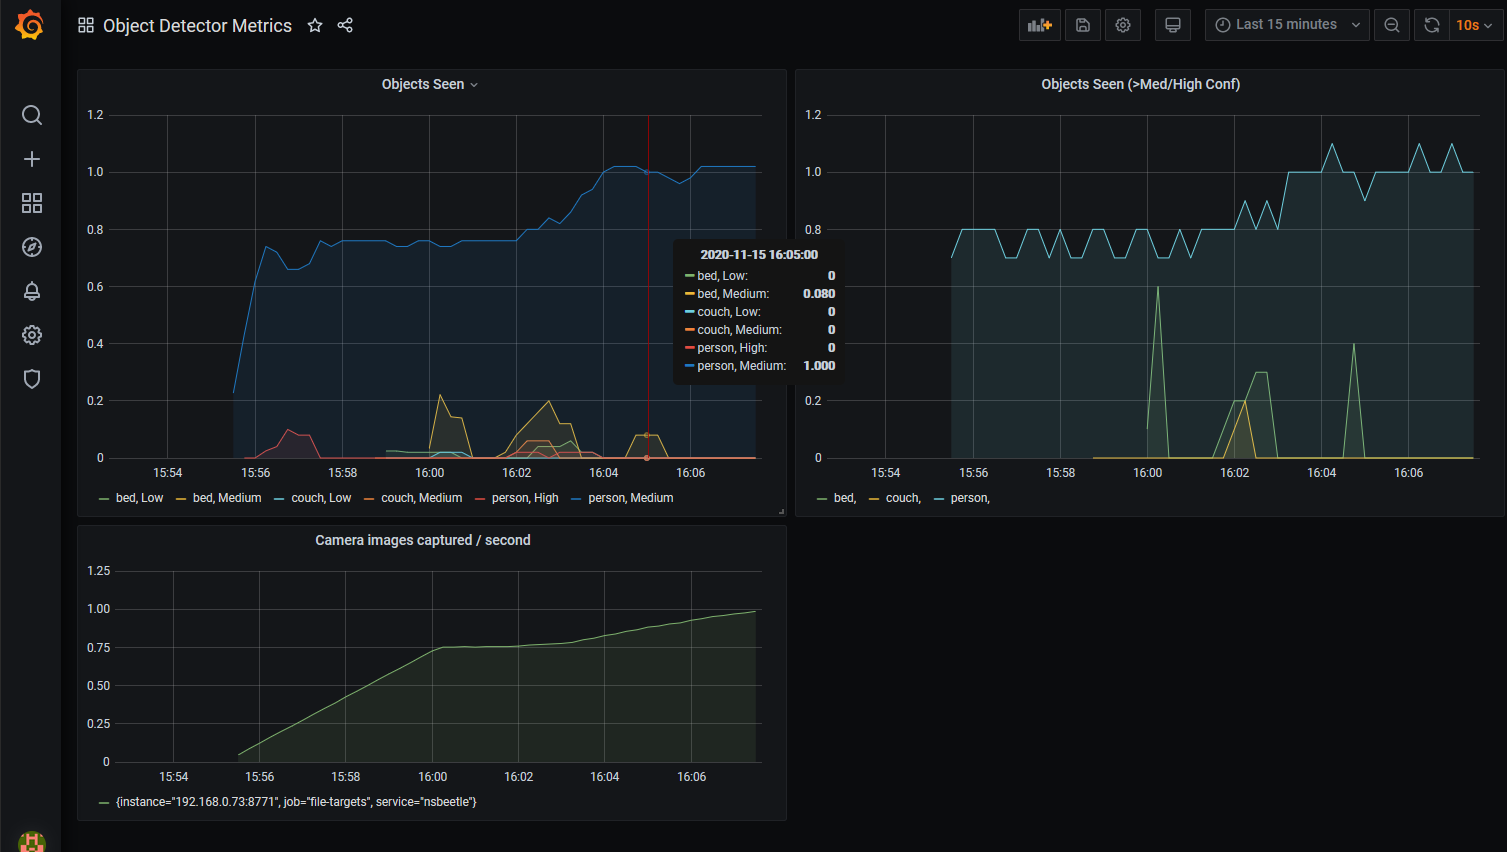 Object Detector Metrics
Last 15 minutes
10s
Objects Seen
1.2
1.0
0.8
0.6
0.4
0.2
0
15:54 15:56 15:58 16:00 16:02 16:04 16:06
bed, Low bed, Medium couch, Low couch, Medium person, High person, Medium
2020-11-15 16:05:00
bed, Low: 0
bed, Medium: 0.080
couch, Low: 0
couch, Medium: 0
person, High: 0
person, Medium: 1.000
Objects Seen (>Med/High Conf)
1.2
1.0
0.8
0.2
0
15:54 15:56 15:58 16:00 16:02 16:04 16:06
bed, couch, person,
Camera images captured / second
1.25
1.00
0.75
0.50
0.25
0
15:54 15:56 15:58 16:00 16:02 16:04 16:06
{instance="192.168.0.73:8771", job="file-targets", service="nsbeetle"}